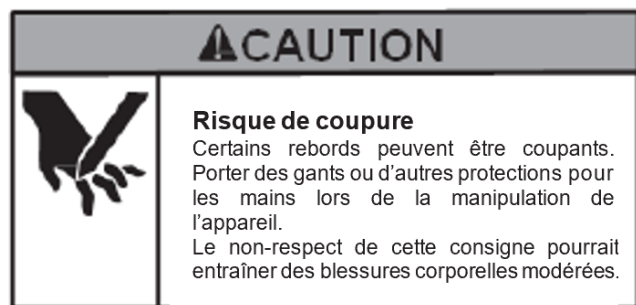 ⚠CAUTION
Risque de coupure
Certains rebords peuvent être coupants.
Porter des gants ou d'autres protections pour
les mains lors de la manipulation de
l'appareil.
Le non-respect de cette consigne pourrait
entraîner des blessures corporelles modérées.